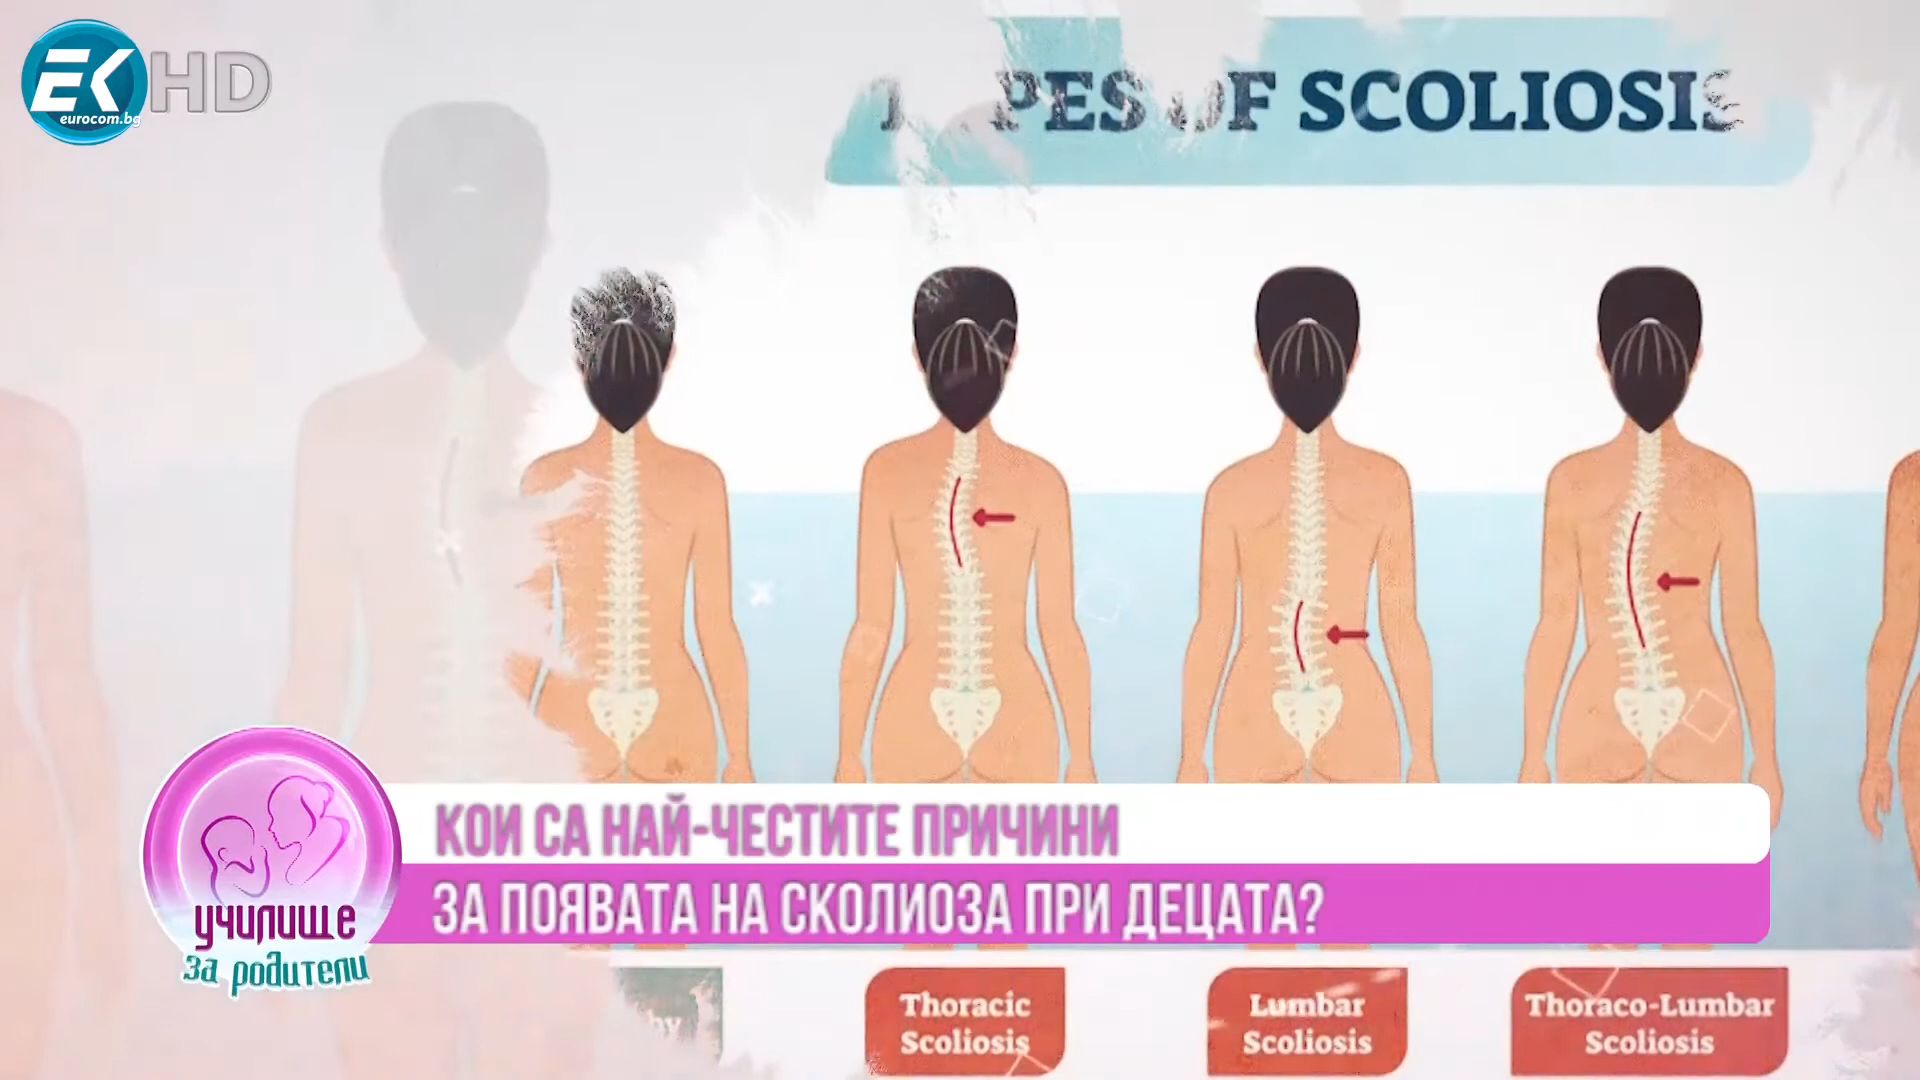 EK HD
eurocom.bg
TYPES OF SCOLIOSIS
КОИ СА НАЙ-ЧЕСТИТЕ ПРИЧИНИ
ЗА ПОЯВАТА НА СКОЛИОЗА ПРИ ДЕЦАТА?
училище
за родители
Thoracic
Scoliosis
Lumbar
Scoliosis
Thoraco-Lumbar
Scoliosis